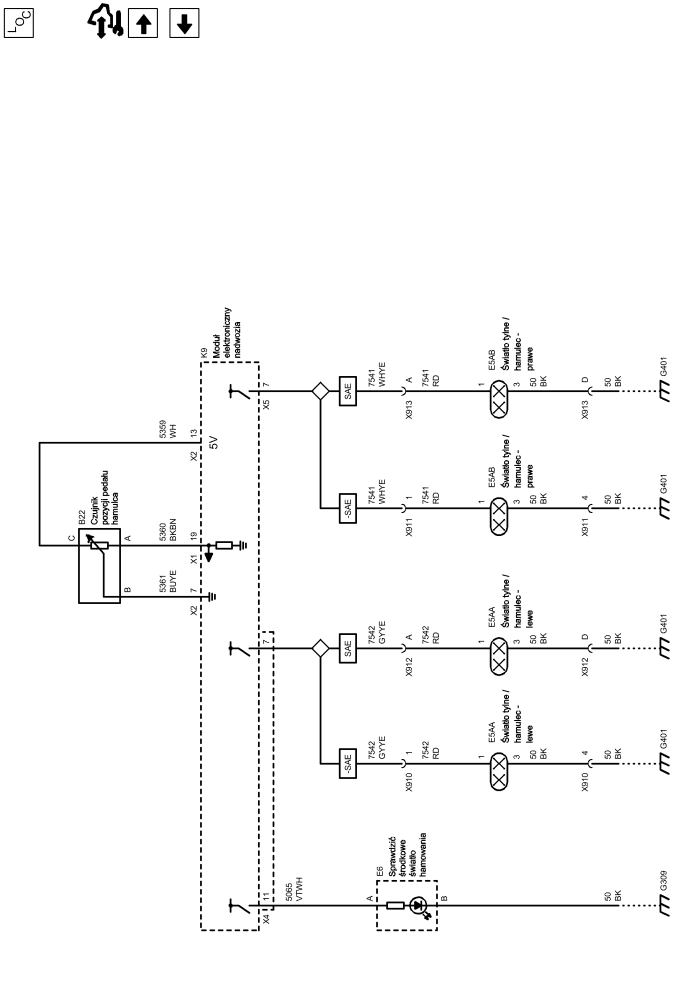 LOC
K9
Moduł
elektroniczny
nadwozia
B22
Czujnik
pozycji pedału
hamulca
C
A
B
5359
WH
X2
13
5V
5360
BKBN
X1
19
5361
BUYE
X2
7
X5
7
SAE
7541
WHYE
X913
A
7541
RD
1
E5AB
Światło tylne /
hamulec -
prawe
3
50
BK
X913
D
50
BK
G401
-SAE
7541
WHYE
X911
1
7541
RD
1
E5AB
Światło tylne /
hamulec -
prawe
3
50
BK
X911
4
50
BK
G401
7
SAE
7542
GYYE
X912
A
7542
RD
1
E5AA
Światło tylne /
hamulec -
lewe
3
50
BK
X912
D
50
BK
G401
-SAE
7542
GYYE
X910
1
7542
RD
1
E5AA
Światło tylne /
hamulec -
lewe
3
50
BK
X910
4
50
BK
G401
X4
11
5065
VTWH
A
E6
Sprawdzić
środkowe
światło
hamowania
B
50
BK
G309